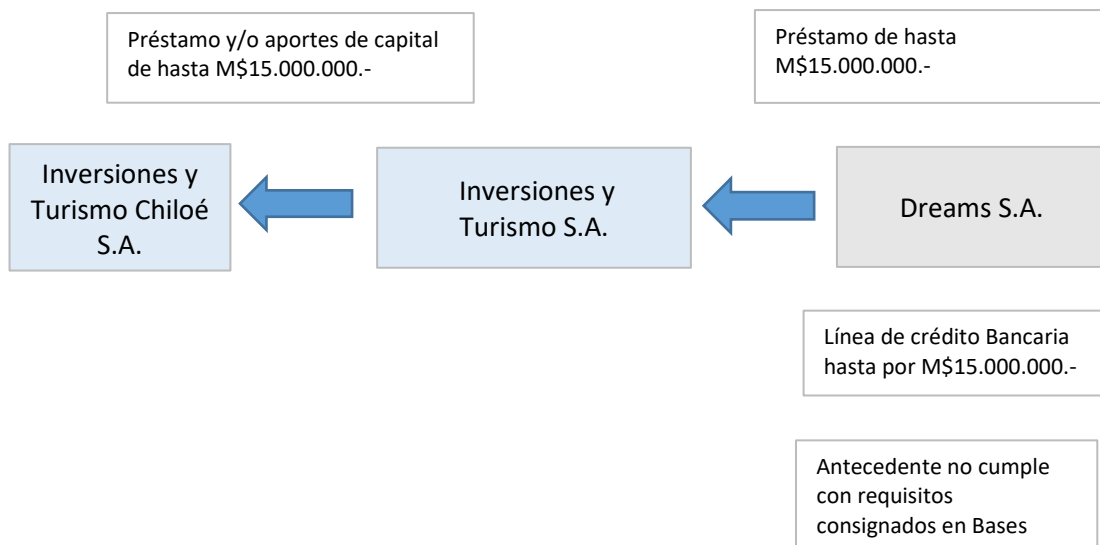 Préstamo y/o aportes de capital
de hasta M$15.000.000.-
Préstamo de hasta
M$15.000.000.-
Inversiones y
Turismo Chiloé
S.A.
Inversiones y
Turismo S.A.
Dreams S.A.
Línea de crédito Bancaria
hasta por M$15.000.000.-
Antecedente no cumple
con requisitos
consignados en Bases